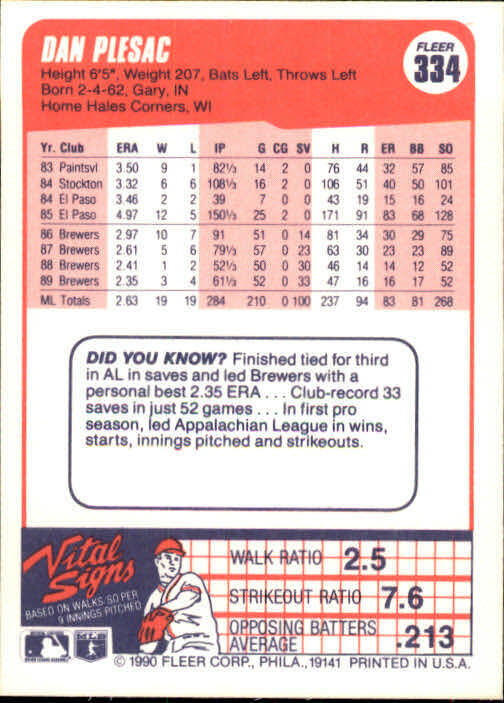 DAN PLESAC
FLEER
334
Height 6'5", Weight 207, Bats Left, Throws Left
Born 2-4-62, Gary, IN
Home Hales Corners, WI
Yr. Club ERA W L IP G CG SV H R ER BB SO
83 Paintsvl 3.50 9 1 82⅓ 14 2 0 76 44 32 57 85
84 Stockton 3.32 6 6 108⅓ 16 2 0 106 51 40 50 101
84 El Paso 3.46 2 2 39 7 0 0 43 19 15 16 24
85 El Paso 4.97 12 5 150⅓ 25 2 0 171 91 83 68 128
86 Brewers 2.97 10 7 91 51 0 14 81 34 30 29 75
87 Brewers 2.61 5 6 79⅓ 57 0 23 63 30 23 23 89
88 Brewers 2.41 1 2 52⅓ 50 0 30 46 14 14 12 52
89 Brewers 2.35 3 4 61⅓ 52 0 33 47 16 16 17 52
ML Totals 2.63 19 19 284 210 0 100 237 94 83 81 268
DID YOU KNOW? Finished tied for third
in AL in saves and led Brewers with a
personal best 2.35 ERA . . . Club-record 33
saves in just 52 games . . . In first pro
season, led Appalachian League in wins,
starts, innings pitched and strikeouts.
Vital
Signs
BASED ON WALKS/SO PER
9 INNINGS PITCHED
WALK RATIO 2.5
STRIKEOUT RATIO 7.6
OPPOSING BATTERS
AVERAGE .213
© 1990 FLEER CORP., PHILA., 19141 PRINTED IN U.S.A.